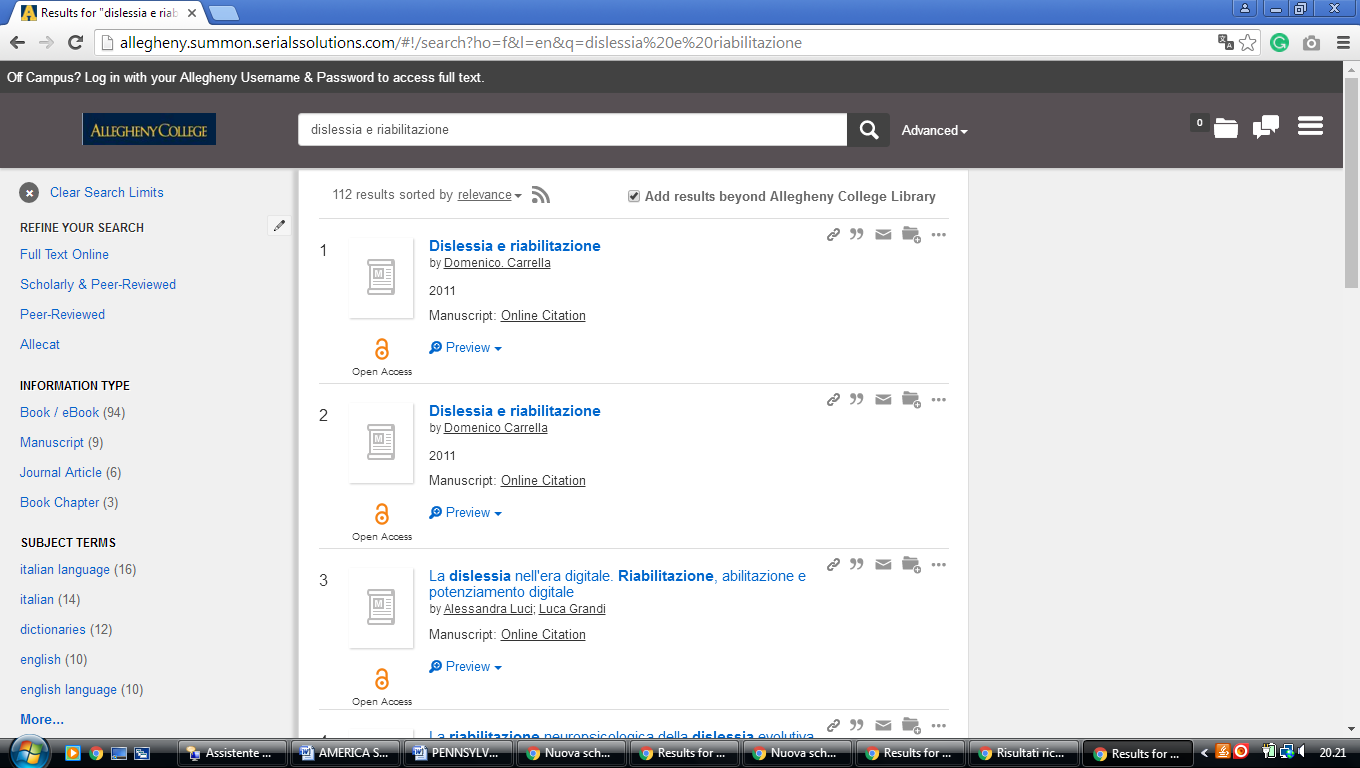 Results for "dislessia e riab
allegheny.summon.serialssolutions.com/#!/search?ho=f&l=en&q=dislessia%20e%20riabilitazione
Off Campus? Log in with your Allegheny Username & Password to access full text.
ALLEGHENY COLLEGE
dislessia e riabilitazione
Advanced
0
Clear Search Limits
REFINE YOUR SEARCH
Full Text Online
Scholarly & Peer-Reviewed
Peer-Reviewed
Allecat
INFORMATION TYPE
Book / eBook (94)
Manuscript (9)
Journal Article (6)
Book Chapter (3)
SUBJECT TERMS
italian language (16)
italian (14)
dictionaries (12)
english (10)
english language (10)
More...
112 results sorted by relevance
Add results beyond Allegheny College Library
1
Dislessia e riabilitazione
by Domenico. Carrella
2011
Manuscript: Online Citation
Preview
Open Access
2
Dislessia e riabilitazione
by Domenico Carrella
2011
Manuscript: Online Citation
Preview
Open Access
3
La dislessia nell'era digitale. Riabilitazione, abilitazione e
potenziamento digitale
by Alessandra Luci; Luca Grandi
Manuscript: Online Citation
Preview
Open Access
La riabilitazione neuropsicologica della dislessia evolutiva
Assistente ...
AMERICA S...
PENNSYLV...
Nuova sch...
Results for ...
Nuova sch...
Results for ...
Risultati ric...
Results for ...
20.21